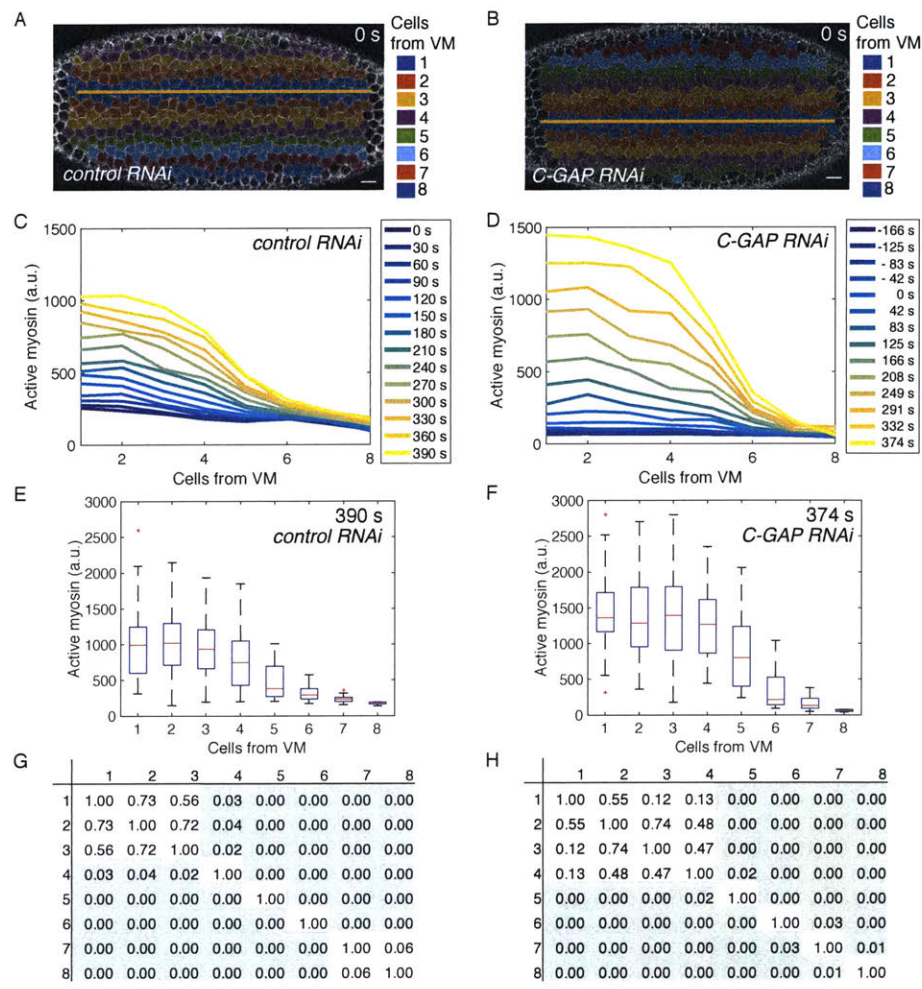 A
0 s
control RNAi
Cells
from VM
1
2
3
4
5
6
7
8
B
0 s
C-GAP RNAi
Cells
from VM
1
2
3
4
5
6
7
8
C
control RNAi
Active myosin (a.u.)
1500
1000
500
0
2
4
6
8
Cells from VM
0 s
30 s
60 s
90 s
120 s
150 s
180 s
210 s
240 s
270 s
300 s
330 s
360 s
390 s
D
C-GAP RNAi
Active myosin (a.u.)
1500
1000
500
0
2
4
6
8
Cells from VM
-166 s
-125 s
- 83 s
- 42 s
0 s
42 s
83 s
125 s
166 s
208 s
249 s
291 s
332 s
374 s
E
390 s
control RNAi
Active myosin (a.u.)
3000
2500
2000
1500
1000
500
0
1 2 3 4 5 6 7 8
Cells from VM
F
374 s
C-GAP RNAi
Active myosin (a.u.)
3000
2500
2000
1500
1000
500
0
1 2 3 4 5 6 7 8
Cells from VM
G
1 2 3 4 5 6 7 8
1 1.00 0.73 0.56 0.03 0.00 0.00 0.00 0.00
2 0.73 1.00 0.72 0.04 0.00 0.00 0.00 0.00
3 0.56 0.72 1.00 0.02 0.00 0.00 0.00 0.00
4 0.03 0.04 0.02 1.00 0.00 0.00 0.00 0.00
5 0.00 0.00 0.00 0.00 1.00 0.00 0.00 0.00
6 0.00 0.00 0.00 0.00 0.00 1.00 0.00 0.00
7 0.00 0.00 0.00 0.00 0.00 0.00 1.00 0.06
8 0.00 0.00 0.00 0.00 0.00 0.00 0.06 1.00
H
1 2 3 4 5 6 7 8
1 1.00 0.55 0.12 0.13 0.00 0.00 0.00 0.00
2 0.55 1.00 0.74 0.48 0.00 0.00 0.00 0.00
3 0.12 0.74 1.00 0.47 0.00 0.00 0.00 0.00
4 0.13 0.48 0.47 1.00 0.02 0.00 0.00 0.00
5 0.00 0.00 0.00 0.02 1.00 0.00 0.00 0.00
6 0.00 0.00 0.00 0.00 0.00 1.00 0.03 0.00
7 0.00 0.00 0.00 0.00 0.00 0.03 1.00 0.01
8 0.00 0.00 0.00 0.00 0.00 0.00 0.01 1.00